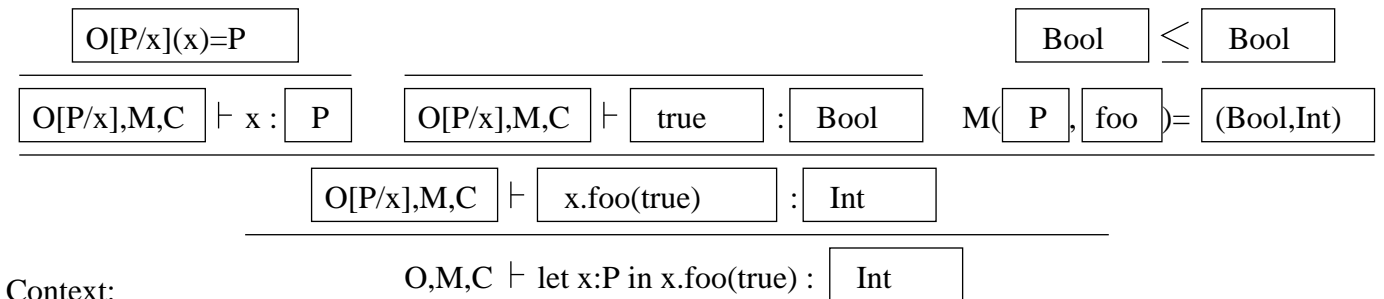 O[P/x](x)=P Bool ≤ Bool
O[P/x],M,C ⊢ x : P O[P/x],M,C ⊢ true : Bool M( P , foo )= (Bool,Int)
O[P/x],M,C ⊢ x.foo(true) : Int
O,M,C ⊢ let x:P in x.foo(true) : Int
Context: